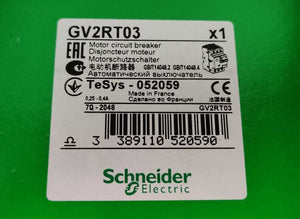 GV2RT03 x1
Motor circuit breaker
Disjoncteur moteur
Motorschutzschalter
电动机断路器 GB/T14048.2 GB/T14048.4
Автоматический выключатель
TeSys - 052059
Made in France
0,25 - 0,4A Сделано во Франции
7Q - 2046 GV2RT03
3 389110 520590
Schneider
Electric